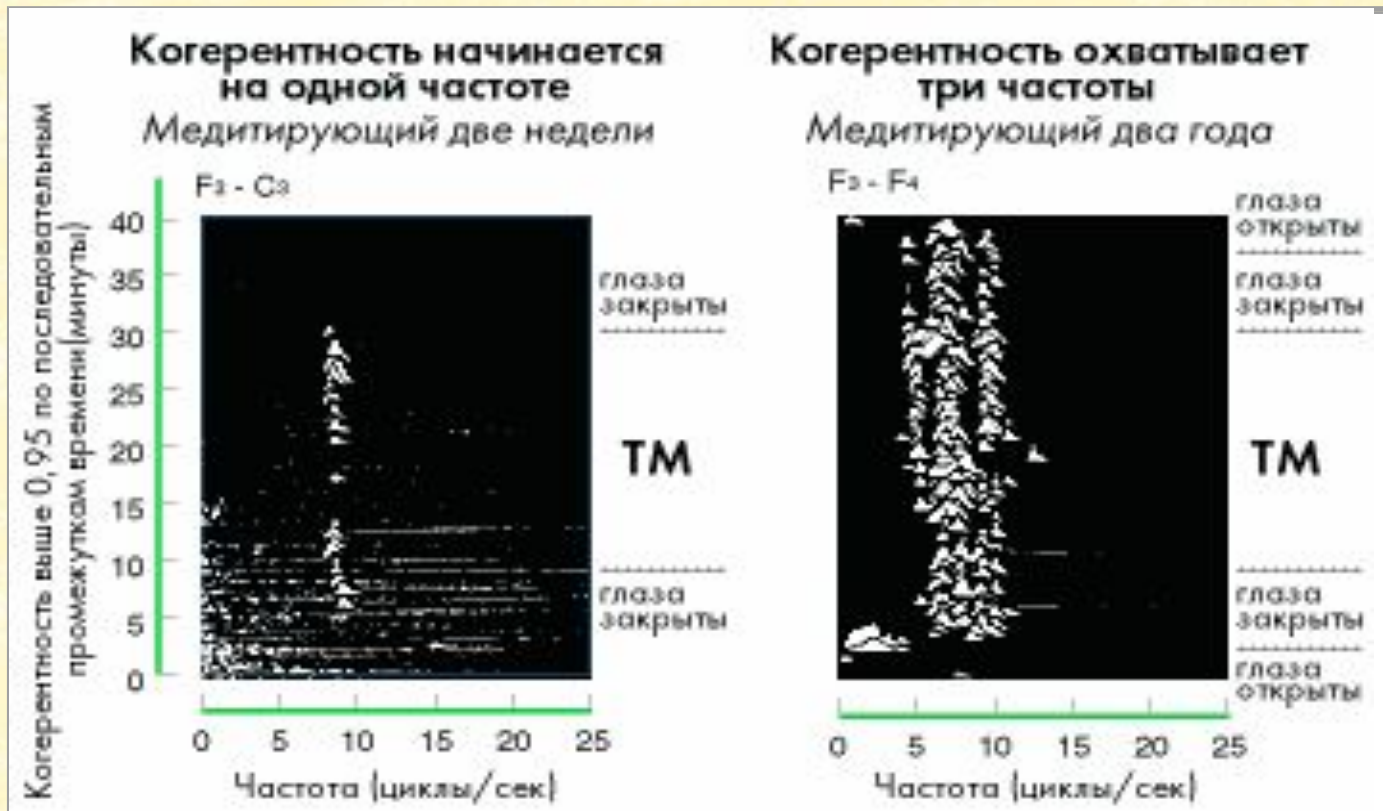 Когерентность начинается
на одной частоте
Медитирующий две недели
Когерентность охватывает
три частоты
Медитирующий два года
Когерентность выше 0,95 по последовательным
промежуткам времени(минуты)
F3 - C3
40
35
30
25
20
15
10
5
0
глаза
закрыты
ТМ
глаза
закрыты
0 5 10 15 20 25
Частота (циклы/сек)
F3 - F4
глаза
открыты
глаза
закрыты
ТМ
глаза
закрыты
глаза
открыты
0 5 10 15 20 25
Частота (циклы/сек)